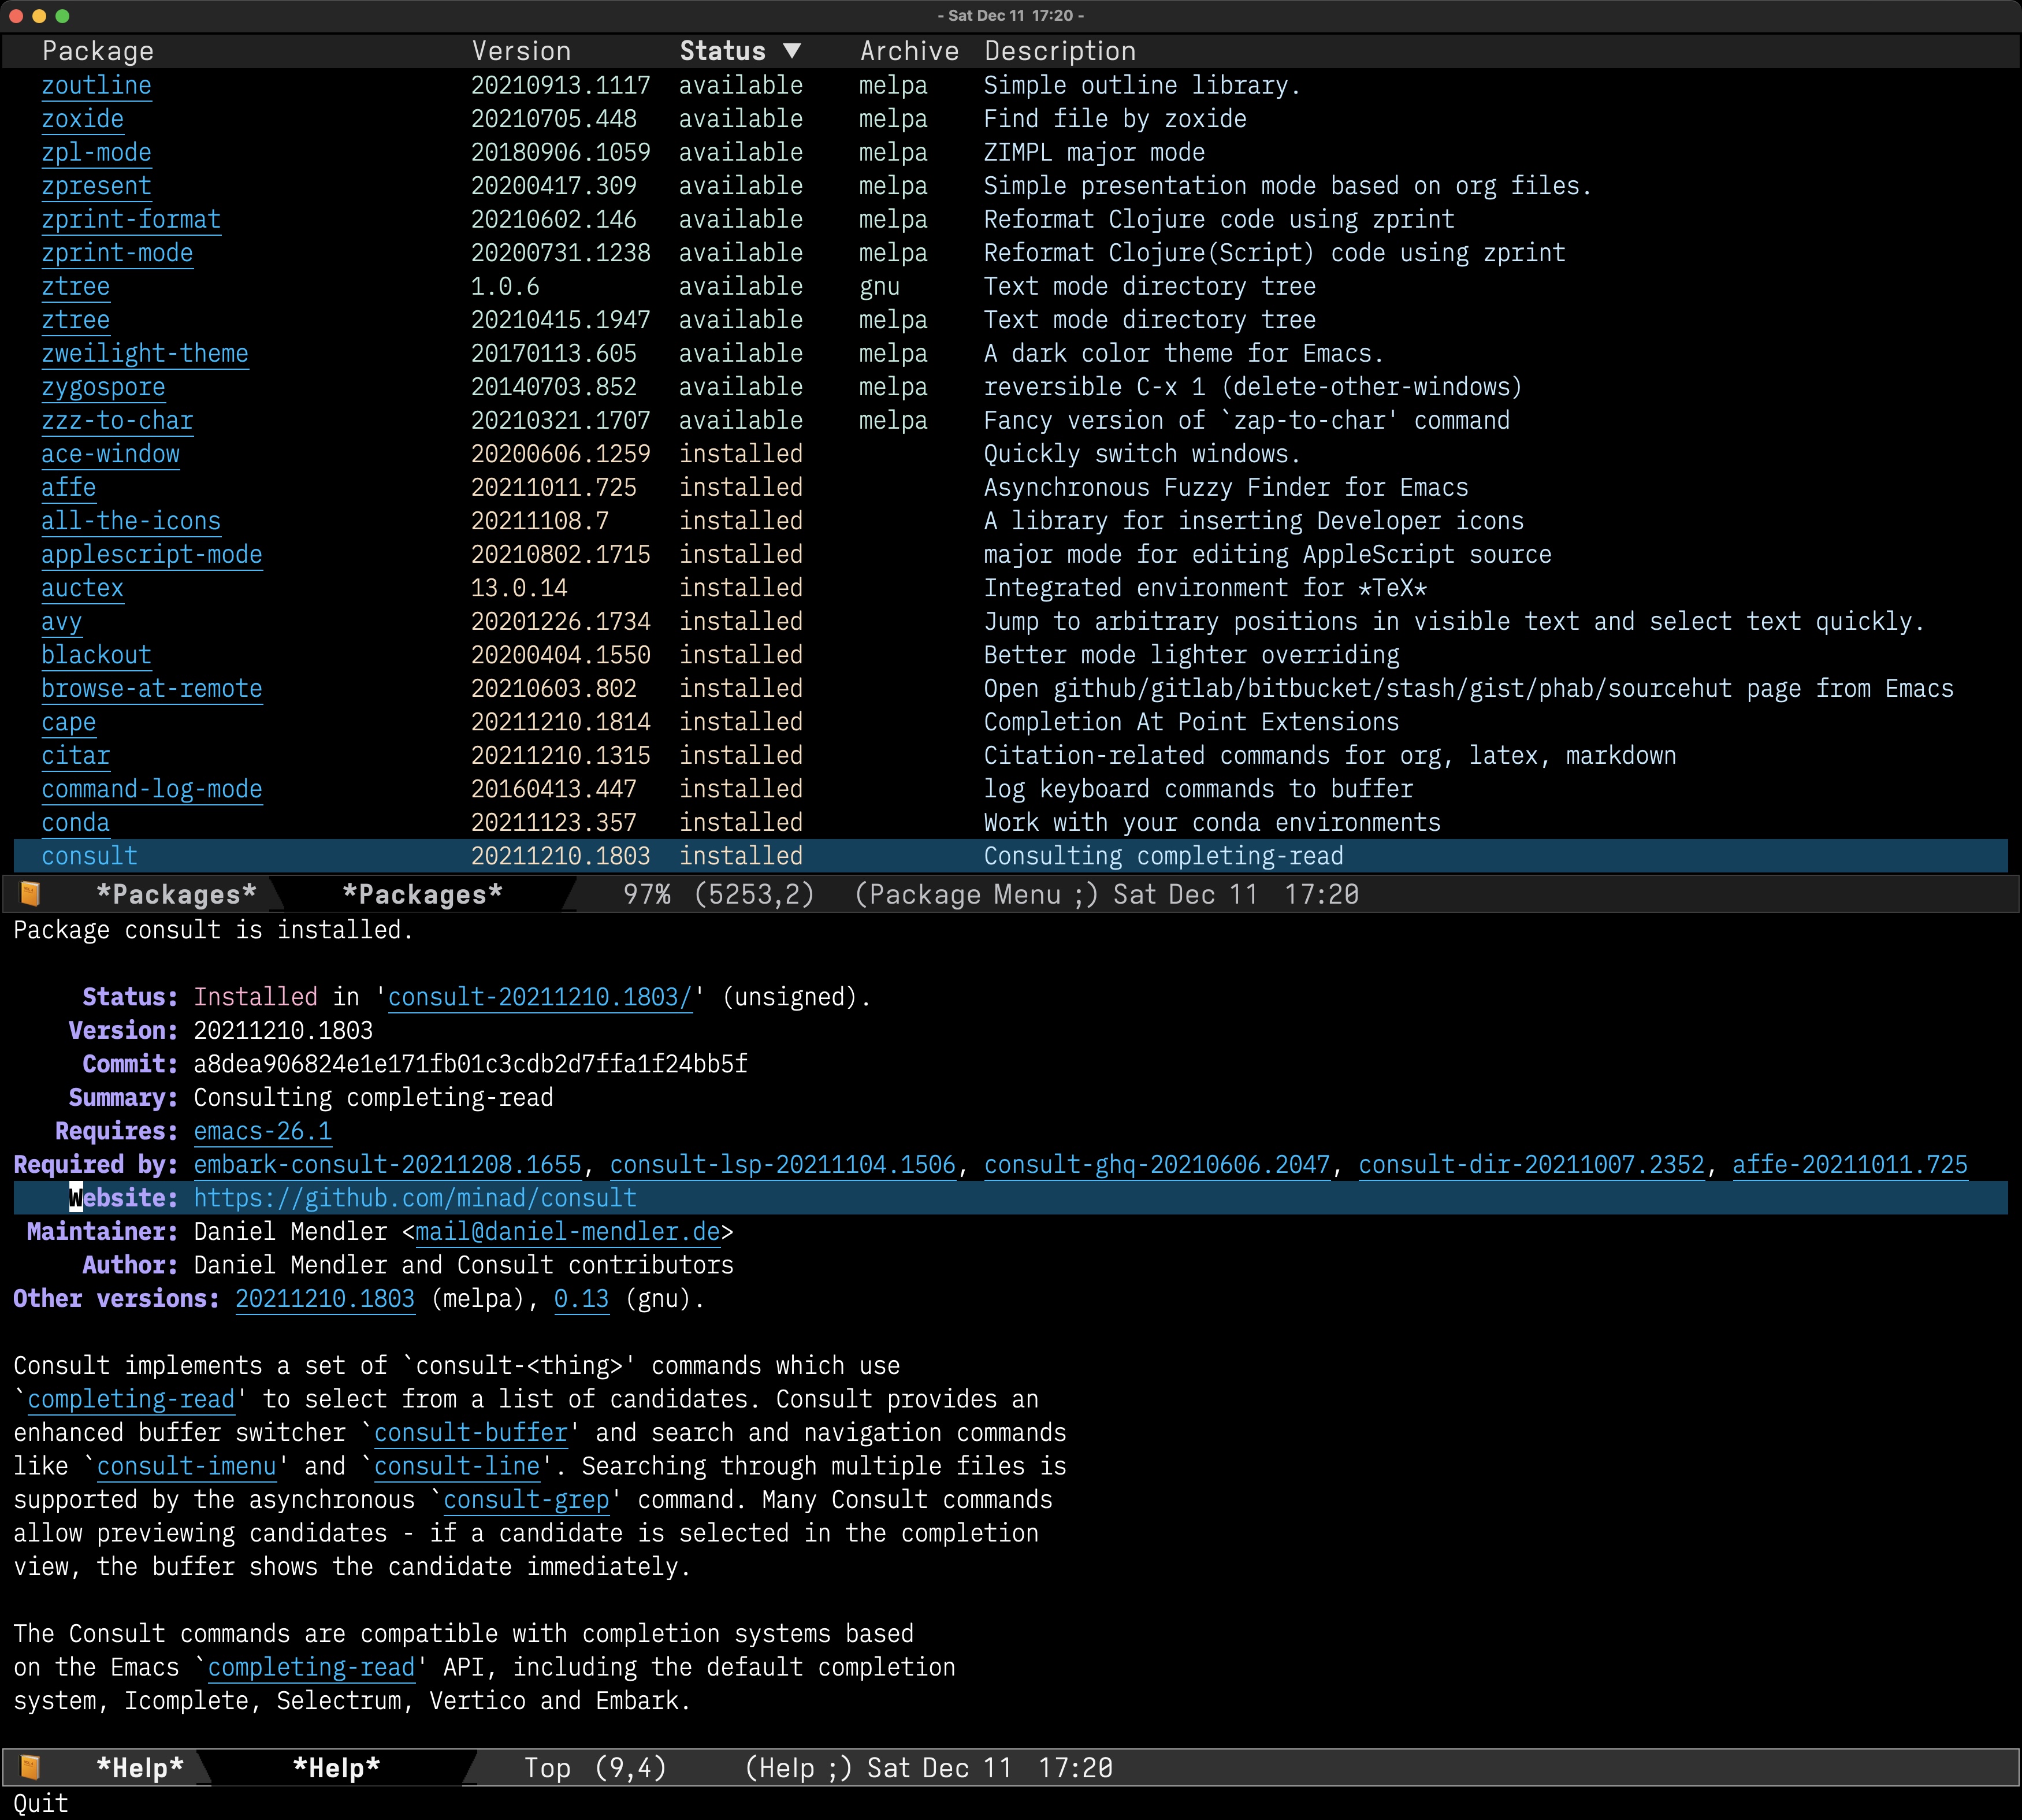 - Sat Dec 11 17:20 -
Package Version Status ▼ Archive Description
zoutline 20210913.1117 available melpa Simple outline library.
zoxide 20210705.448 available melpa Find file by zoxide
zpl-mode 20180906.1059 available melpa ZIMPL major mode
zpresent 20200417.309 available melpa Simple presentation mode based on org files.
zprint-format 20210602.146 available melpa Reformat Clojure code using zprint
zprint-mode 20200731.1238 available melpa Reformat Clojure(Script) code using zprint
ztree 1.0.6 available gnu Text mode directory tree
ztree 20210415.1947 available melpa Text mode directory tree
zweilight-theme 20170113.605 available melpa A dark color theme for Emacs.
zygospore 20140703.852 available melpa reversible C-x 1 (delete-other-windows)
zzz-to-char 20210321.1707 available melpa Fancy version of `zap-to-char' command
ace-window 20200606.1259 installed Quickly switch windows.
affe 20211011.725 installed Asynchronous Fuzzy Finder for Emacs
all-the-icons 20211108.7 installed A library for inserting Developer icons
applescript-mode 20210802.1715 installed major mode for editing AppleScript source
auctex 13.0.14 installed Integrated environment for *TeX*
avy 20201226.1734 installed Jump to arbitrary positions in visible text and select text quickly.
blackout 20200404.1550 installed Better mode lighter overriding
browse-at-remote 20210603.802 installed Open github/gitlab/bitbucket/stash/gist/phab/sourcehut page from Emacs
cape 20211210.1814 installed Completion At Point Extensions
citar 20211210.1315 installed Citation-related commands for org, latex, markdown
command-log-mode 20160413.447 installed log keyboard commands to buffer
conda 20211123.357 installed Work with your conda environments
consult 20211210.1803 installed Consulting completing-read
*Packages* *Packages* 97% (5253,2) (Package Menu ;) Sat Dec 11 17:20
Package consult is installed.
Status: Installed in 'consult-20211210.1803/' (unsigned).
Version: 20211210.1803
Commit: a8dea906824e1e171fb01c3cdb2d7ffa1f24bb5f
Summary: Consulting completing-read
Requires: emacs-26.1
Required by: embark-consult-20211208.1655, consult-lsp-20211104.1506, consult-ghq-20210606.2047, consult-dir-20211007.2352, affe-20211011.725
Website: https://github.com/minad/consult
Maintainer: Daniel Mendler <mail@daniel-mendler.de>
Author: Daniel Mendler and Consult contributors
Other versions: 20211210.1803 (melpa), 0.13 (gnu).
Consult implements a set of `consult-<thing>' commands which use
`completing-read' to select from a list of candidates. Consult provides an
enhanced buffer switcher `consult-buffer' and search and navigation commands
like `consult-imenu' and `consult-line'. Searching through multiple files is
supported by the asynchronous `consult-grep' command. Many Consult commands
allow previewing candidates - if a candidate is selected in the completion
view, the buffer shows the candidate immediately.
The Consult commands are compatible with completion systems based
on the Emacs `completing-read' API, including the default completion
system, Icomplete, Selectrum, Vertico and Embark.
*Help* *Help* Top (9,4) (Help ;) Sat Dec 11 17:20
Quit